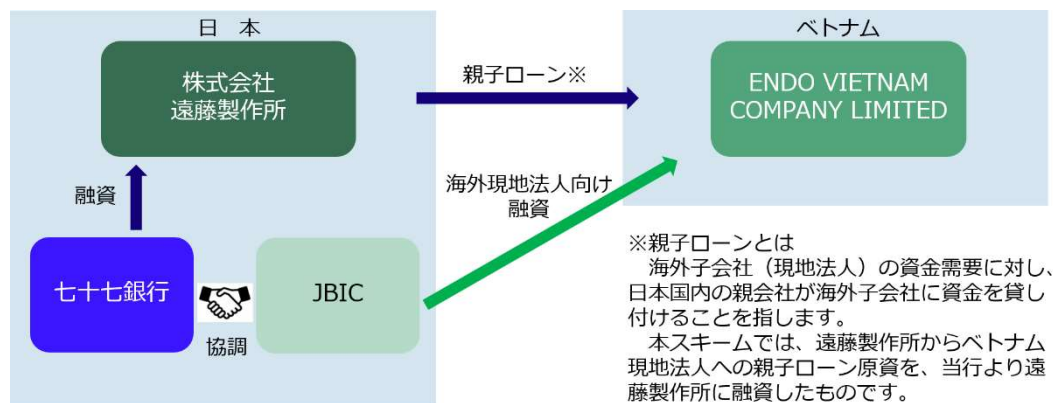 日 本
株式会社
遠藤製作所
融資
七十七銀行
協調
JBIC
親子ローン※
海外現地法人向け
融資
ベトナム
ENDO VIETNAM
COMPANY LIMITED
※親子ローンとは
　海外子会社（現地法人）の資金需要に対し、
日本国内の親会社が海外子会社に資金を貸し
付けることを指します。
　本スキームでは、遠藤製作所からベトナム
現地法人への親子ローン原資を、当行より遠
藤製作所に融資したものです。